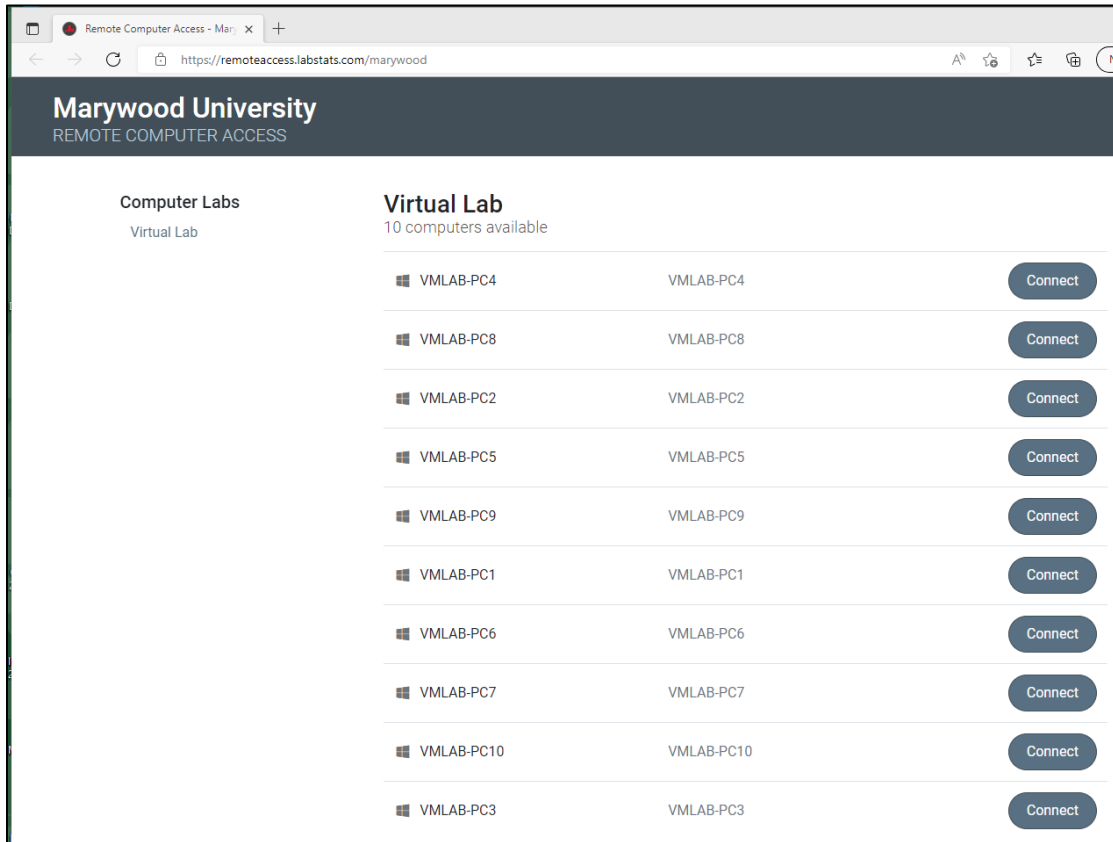 Remote Computer Access - Mary
https://remoteaccess.labstats.com/marywood
Marywood University
REMOTE COMPUTER ACCESS
Computer Labs
Virtual Lab
Virtual Lab
10 computers available
VMLAB-PC4 VMLAB-PC4 Connect
VMLAB-PC8 VMLAB-PC8 Connect
VMLAB-PC2 VMLAB-PC2 Connect
VMLAB-PC5 VMLAB-PC5 Connect
VMLAB-PC9 VMLAB-PC9 Connect
VMLAB-PC1 VMLAB-PC1 Connect
VMLAB-PC6 VMLAB-PC6 Connect
VMLAB-PC7 VMLAB-PC7 Connect
VMLAB-PC10 VMLAB-PC10 Connect
VMLAB-PC3 VMLAB-PC3 Connect